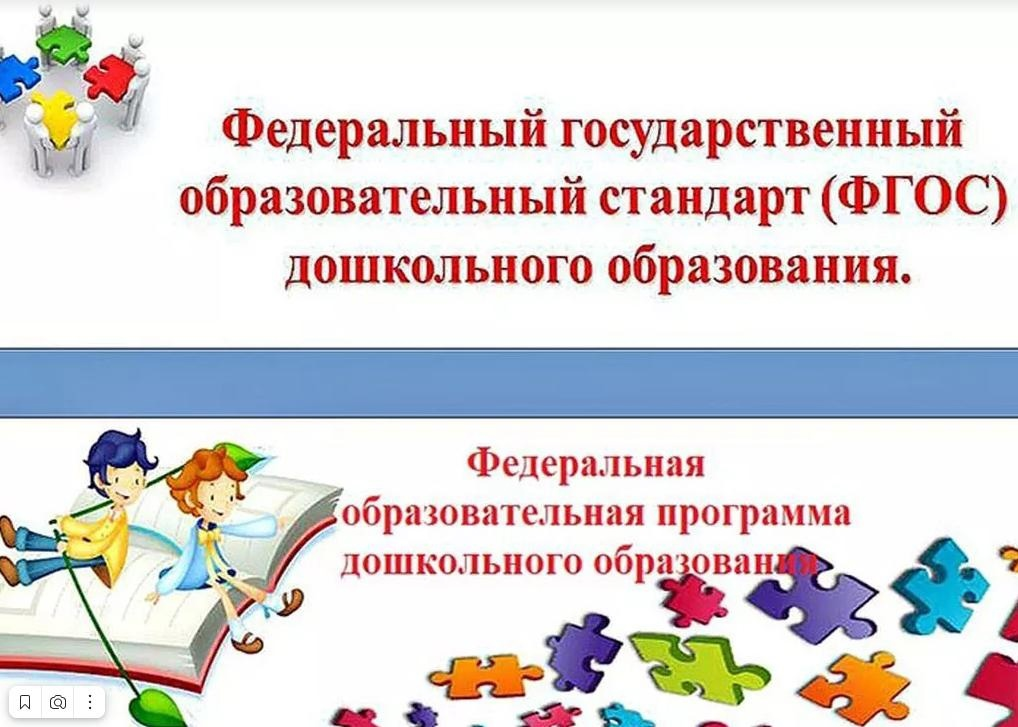 Федеральный государственный
образовательный стандарт (ФГОС)
дошкольного образования.
Федеральная
образовательная программа
дошкольного образования